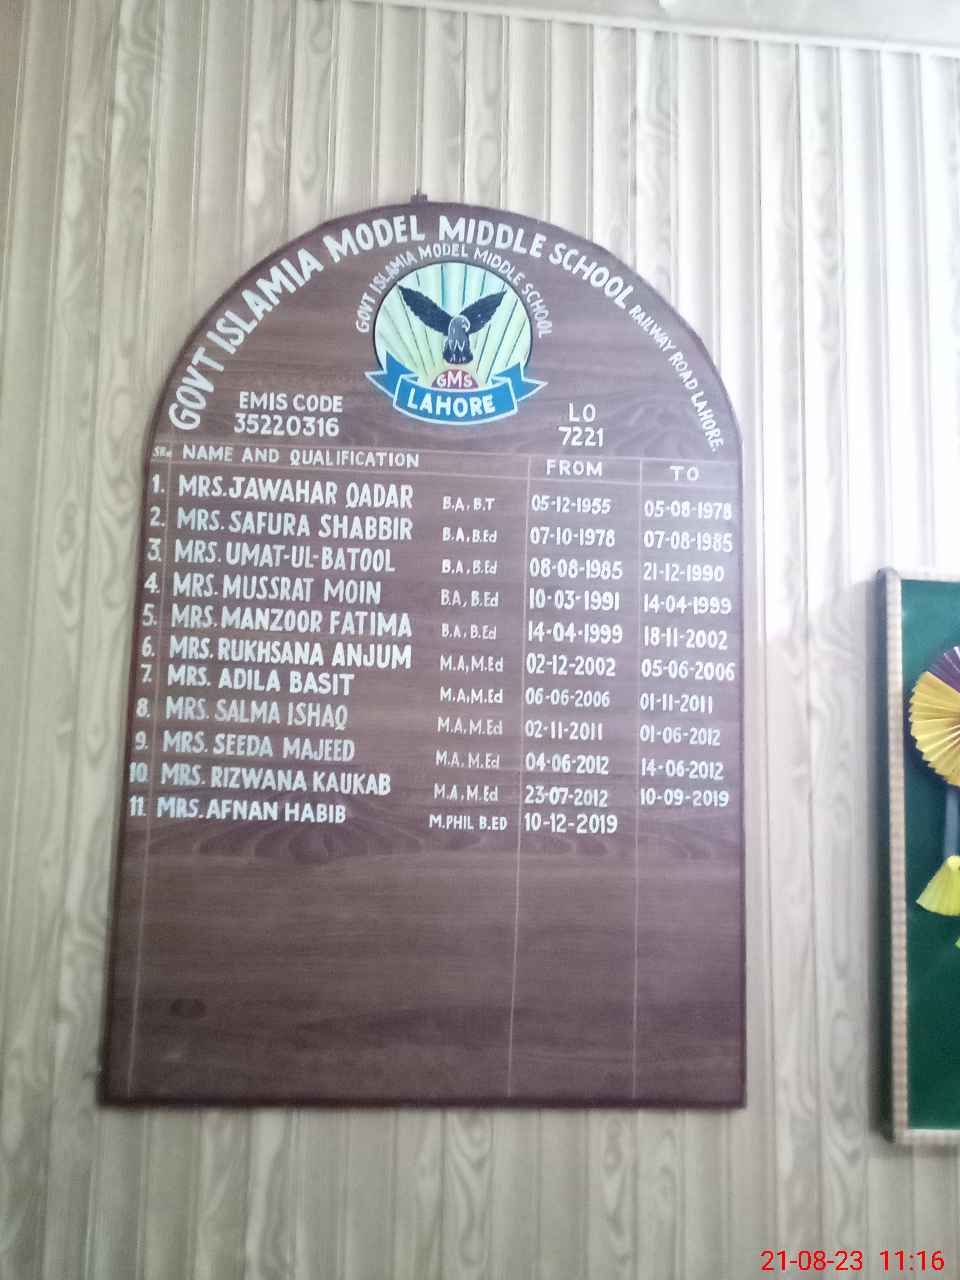 GOVT ISLAMIA MODEL MIDDLE SCHOOL RAILWAY ROAD LAHORE.
GOVT ISLAMIA MODEL MIDDLE SCHOOL
GMS
LAHORE
EMIS CODE
35220316
LO
7221
SR# NAME AND QUALIFICATION FROM TO
1. MRS. JAWAHAR QADAR B.A, B.T 05-12-1955 05-08-1978
2. MRS. SAFURA SHABBIR B.A, B.Ed 07-10-1978 07-08-1985
3. MRS. UMAT-UL-BATOOL B.A, B.Ed 08-08-1985 21-12-1990
4. MRS. MUSSRAT MOIN B.A, B.Ed 10-03-1991 14-04-1999
5. MRS. MANZOOR FATIMA B.A, B.Ed 14-04-1999 18-11-2002
6. MRS. RUKHSANA ANJUM M.A, M.Ed 02-12-2002 05-06-2006
7. MRS. ADILA BASIT M.A, M.Ed 06-06-2006 01-11-2011
8. MRS. SALMA ISHAQ M.A, M.Ed 02-11-2011 01-06-2012
9. MRS. SEEDA MAJEED M.A, M.Ed 04-06-2012 14-06-2012
10. MRS. RIZWANA KAUKAB M.A, M.Ed 23-07-2012 10-09-2019
11. MRS. AFNAN HABIB M.PHIL B.ED 10-12-2019
21-08-23 11:16